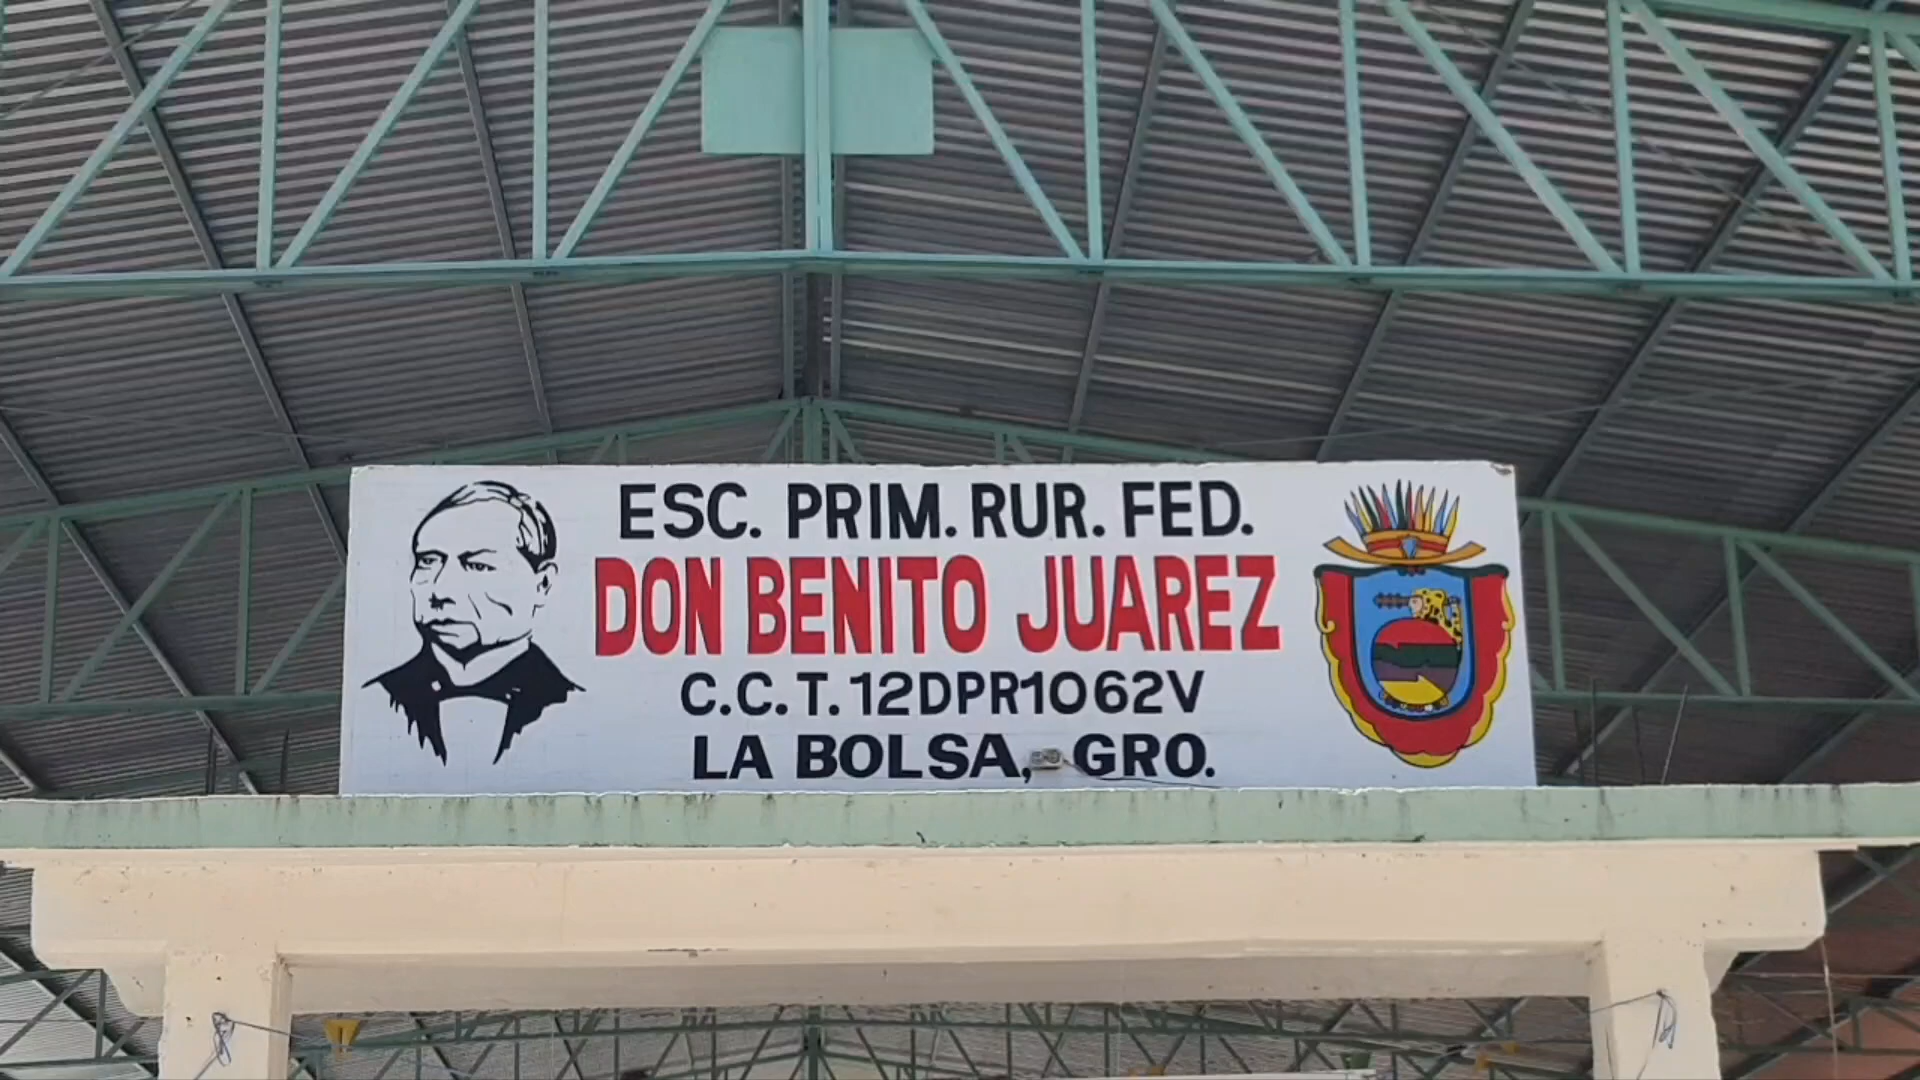 ESC. PRIM. RUR. FED.
DON BENITO JUAREZ
C.C.T. 12DPR1062V
LA BOLSA, GRO.